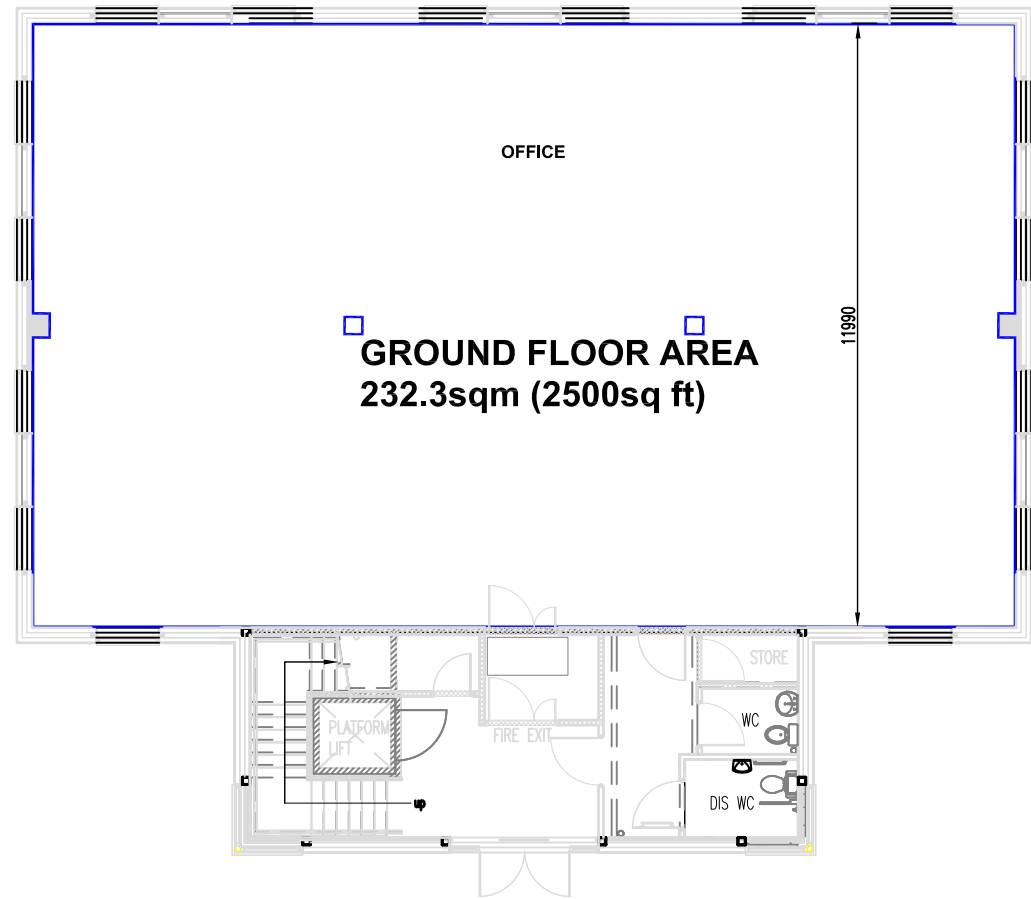 OFFICE
11990
GROUND FLOOR AREA
232.3sqm (2500sq ft)
STORE
WC
PLATFORM
LIFT
FIRE EXIT
DIS WC
up